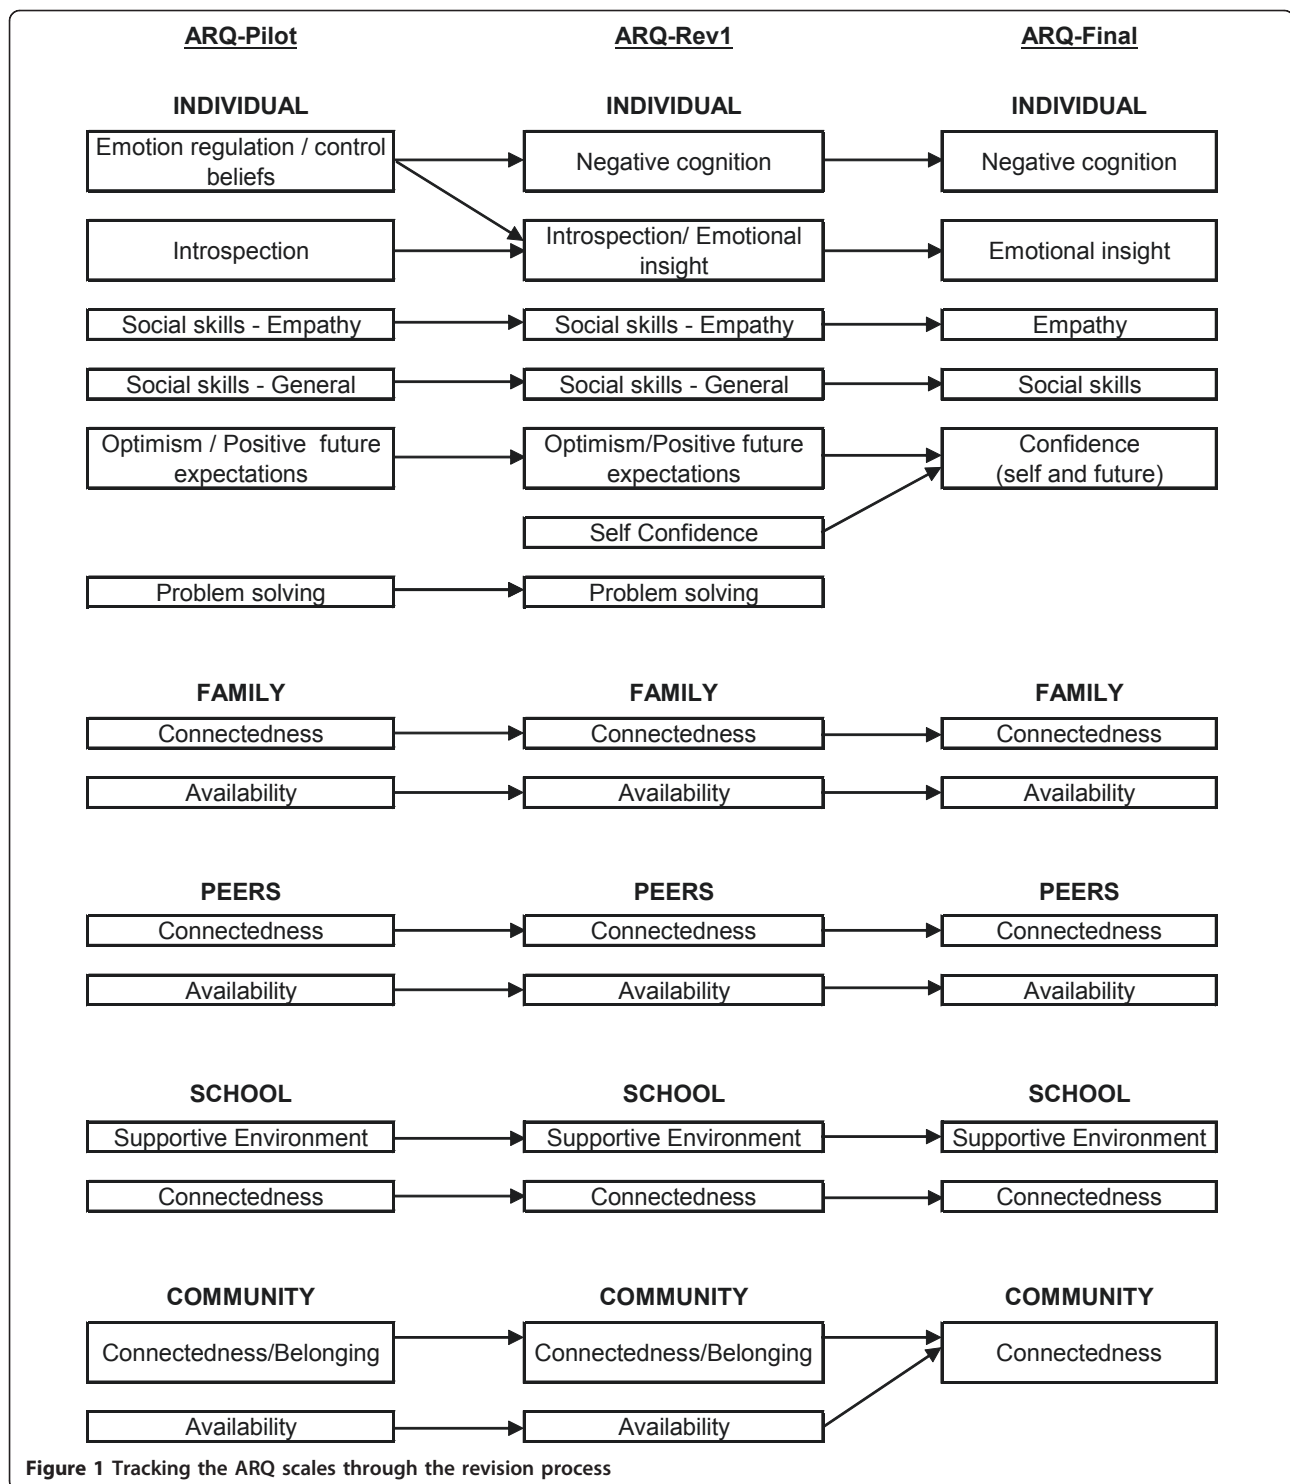 ARQ-Pilot ARQ-Rev1 ARQ-Final
INDIVIDUAL INDIVIDUAL INDIVIDUAL
Emotion regulation / control
beliefs
Negative cognition
Negative cognition
Introspection
Introspection/ Emotional
insight
Emotional insight
Social skills - Empathy Social skills - Empathy Empathy
Social skills - General Social skills - General Social skills
Optimism / Positive future
expectations
Optimism/Positive future
expectations
Confidence
(self and future)
Self Confidence
Problem solving Problem solving
FAMILY FAMILY FAMILY
Connectedness Connectedness Connectedness
Availability Availability Availability
PEERS PEERS PEERS
Connectedness Connectedness Connectedness
Availability Availability Availability
SCHOOL SCHOOL SCHOOL
Supportive Environment Supportive Environment Supportive Environment
Connectedness Connectedness Connectedness
COMMUNITY COMMUNITY COMMUNITY
Connectedness/Belonging Connectedness/Belonging Connectedness
Availability Availability
Figure 1 Tracking the ARQ scales through the revision process